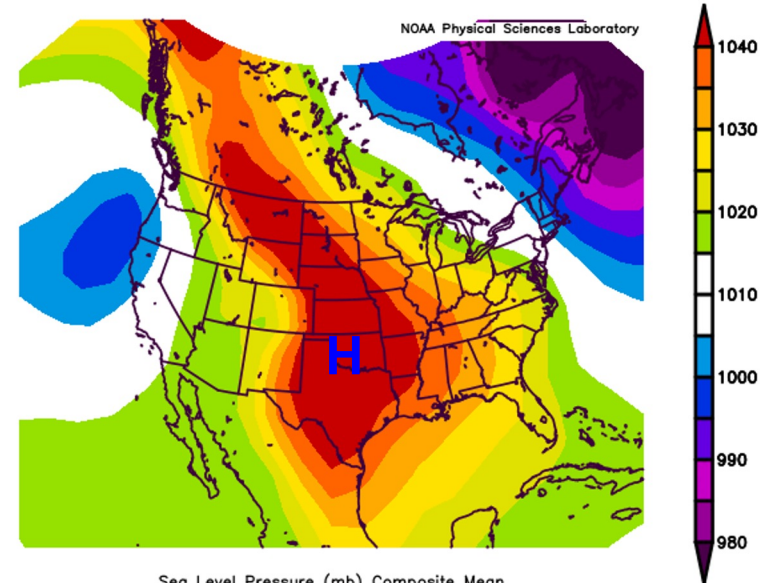 NOAA Physical Sciences Laboratory
1040
1030
1020
1010
1000
990
980
H
Sea Level Pressure (mb) Composite Mean